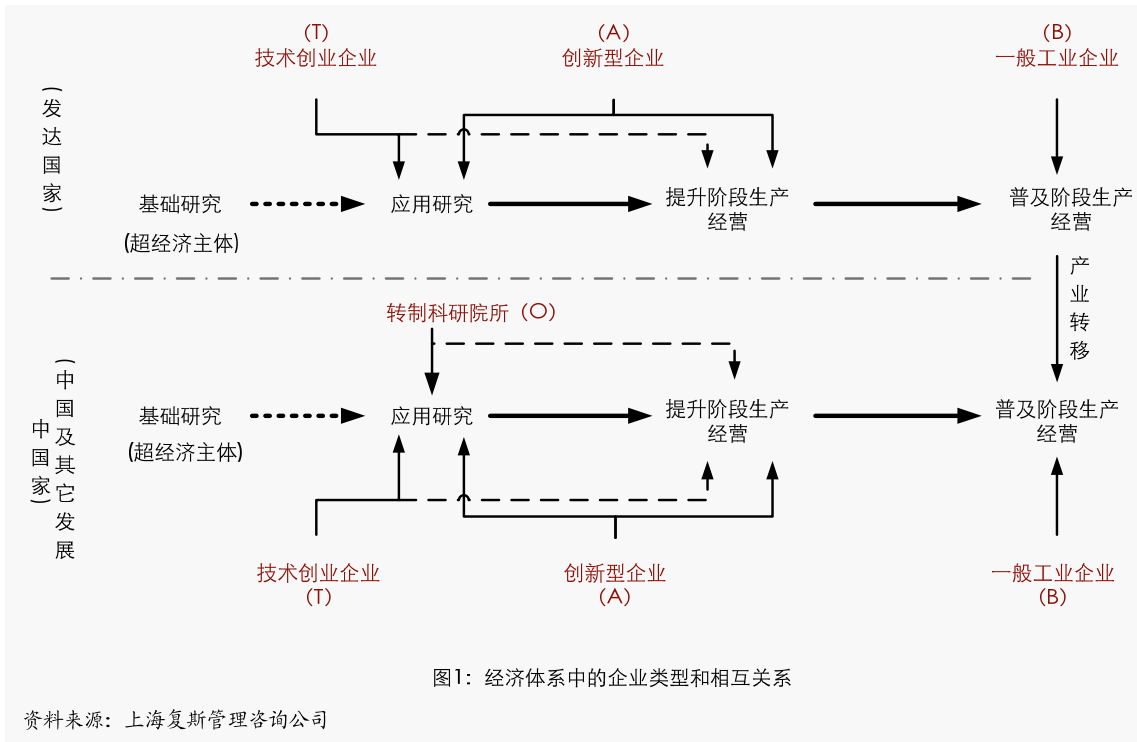 (T)
技术创业企业
(A)
创新型企业
(B)
一般工业企业
(发达国家)
基础研究
(超经济主体)
应用研究
提升阶段生产
经营
普及阶段生产
经营
产业转移
转制科研院所（O）
(中国及其它发展
中国家)
基础研究
(超经济主体)
应用研究
提升阶段生产
经营
普及阶段生产
经营
技术创业企业
(T)
创新型企业
(A)
一般工业企业
(B)
图1：经济体系中的企业类型和相互关系
资料来源：上海复斯管理咨询公司